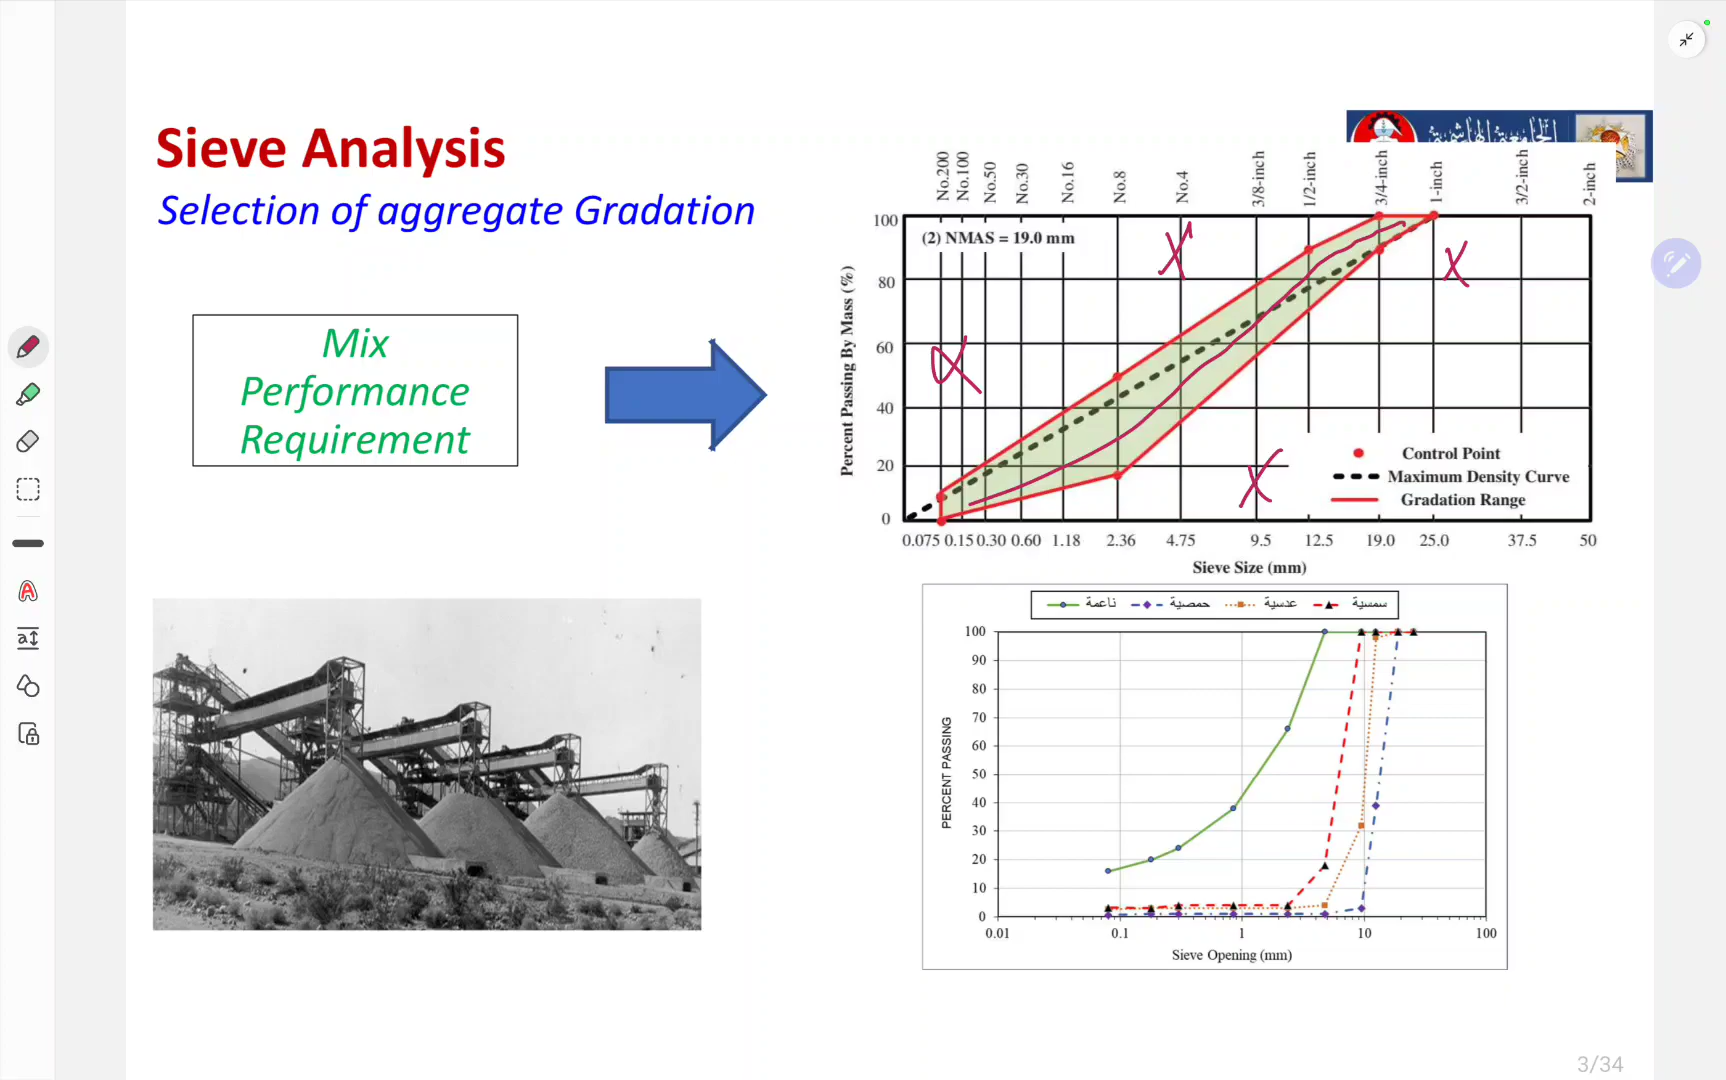 Sieve Analysis
Selection of aggregate Gradation
Mix
Performance
Requirement
الجامعة الهاشمية
No.200 No.100 No.50 No.30 No.16 No.8 No.4 3/8-inch 1/2-inch 3/4-inch 1-inch 3/2-inch 2-inch
(2) NMAS = 19.0 mm
Percent Passing By Mass (%)
100
80
60
40
20
0
Control Point
Maximum Density Curve
Gradation Range
0.075 0.15 0.30 0.60 1.18 2.36 4.75 9.5 12.5 19.0 25.0 37.5 50
Sieve Size (mm)
ناعمة حمصية عدسية سمسية
PERCENT PASSING
100
90
80
70
60
50
40
30
20
10
0
0.01 0.1 1 10 100
Sieve Opening (mm)
3/34